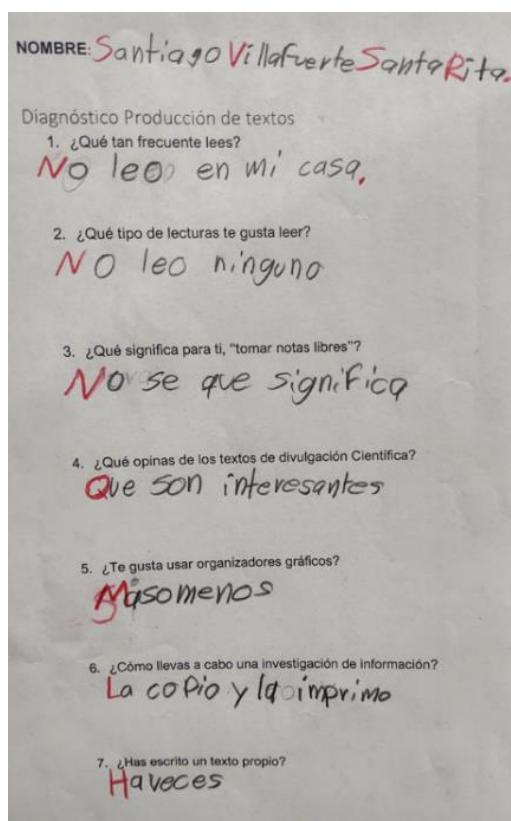 NOMBRE: Santiago Villafuerte Santa Rita.
Diagnóstico Producción de textos
1. ¿Qué tan frecuente lees?
No leo en mi casa.
2. ¿Qué tipo de lecturas te gusta leer?
NO leo ninguno
3. ¿Qué significa para ti, "tomar notas libres"?
No se que significa
4. ¿Qué opinas de los textos de divulgación Científica?
Que son interesantes
5. ¿Te gusta usar organizadores gráficos?
Másomenos
6. ¿Cómo llevas a cabo una investigación de información?
La copio y la imprimo
7. ¿Has escrito un texto propio?
Haveces